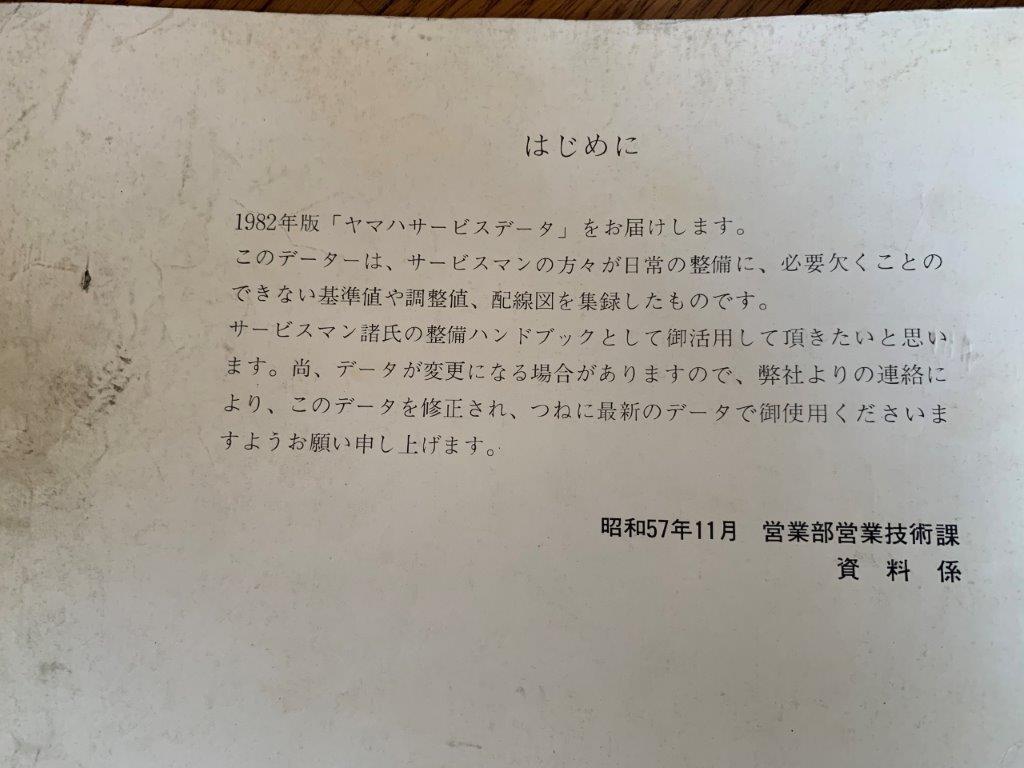 はじめに
1982年版「ヤマハサービスデータ」をお届けします。
このデーターは、サービスマンの方々が日常の整備に、必要欠くことの
できない基準値や調整値、配線図を集録したものです。
サービスマン諸氏の整備ハンドブックとして御活用して頂きたいと思い
ます。尚、データが変更になる場合がありますので、弊社よりの連絡に
より、このデータを修正され、つねに最新のデータで御使用くださいま
すようお願い申し上げます。
昭和57年11月 営業部営業技術課
資料係